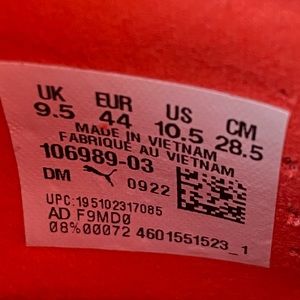 UK EUR US CM
9.5 44 10.5 28.5
MADE IN VIETNAM
FABRIQUÉ AU VIETNAM
106989-03
DM 0922
UPC:195102317085
AD F9MD0
08%00072 4601551523_1